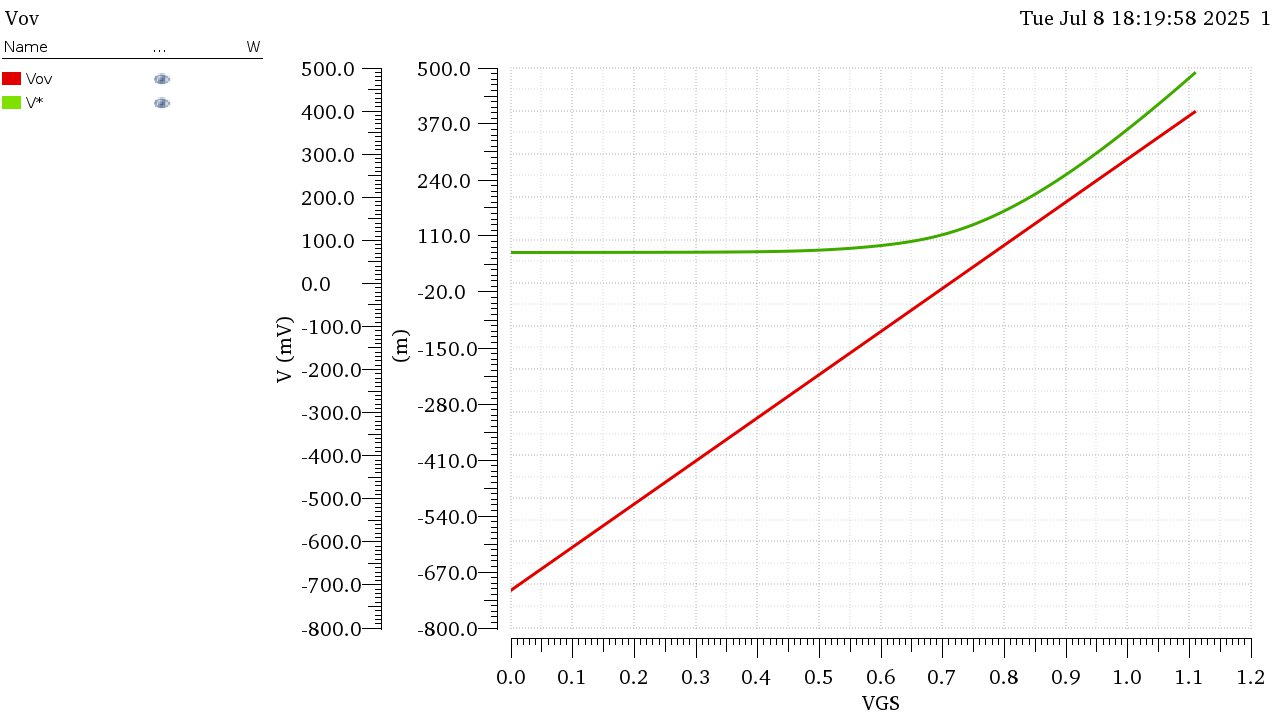 Vov
Tue Jul 8 18:19:58 2025 1
Name ... W
Vov
V*
500.0
400.0
300.0
200.0
100.0
0.0
-100.0
-200.0
-300.0
-400.0
-500.0
-600.0
-700.0
-800.0
V (mV)
500.0
370.0
240.0
110.0
-20.0
-150.0
-280.0
-410.0
-540.0
-670.0
-800.0
(m)
0.0 0.1 0.2 0.3 0.4 0.5 0.6 0.7 0.8 0.9 1.0 1.1 1.2
VGS